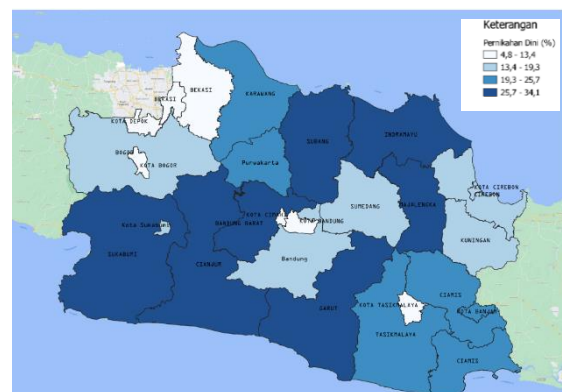 Keterangan
Pernikahan Dini (%)
4,8 - 13,4
13,4 - 19,3
19,3 - 25,7
25,7 - 34,1
BEKASI
BEKASI
KARAWANG
KOTA DEPOK
SUBANG
INDRAMAYU
BOGOR
KOTA BOGOR
Purwakarta
KOTA CIREBON
CIREBON
SUMEDANG
MAJALENGKA
KOTA BANDUNG
BANDUNG BARAT
KUNINGAN
SUKABUMI
CIANJUR
Bandung
GARUT
KOTA TASIKMALAYA
CIAMIS
KOTA BANJAR
TASIKMALAYA
CIAMIS